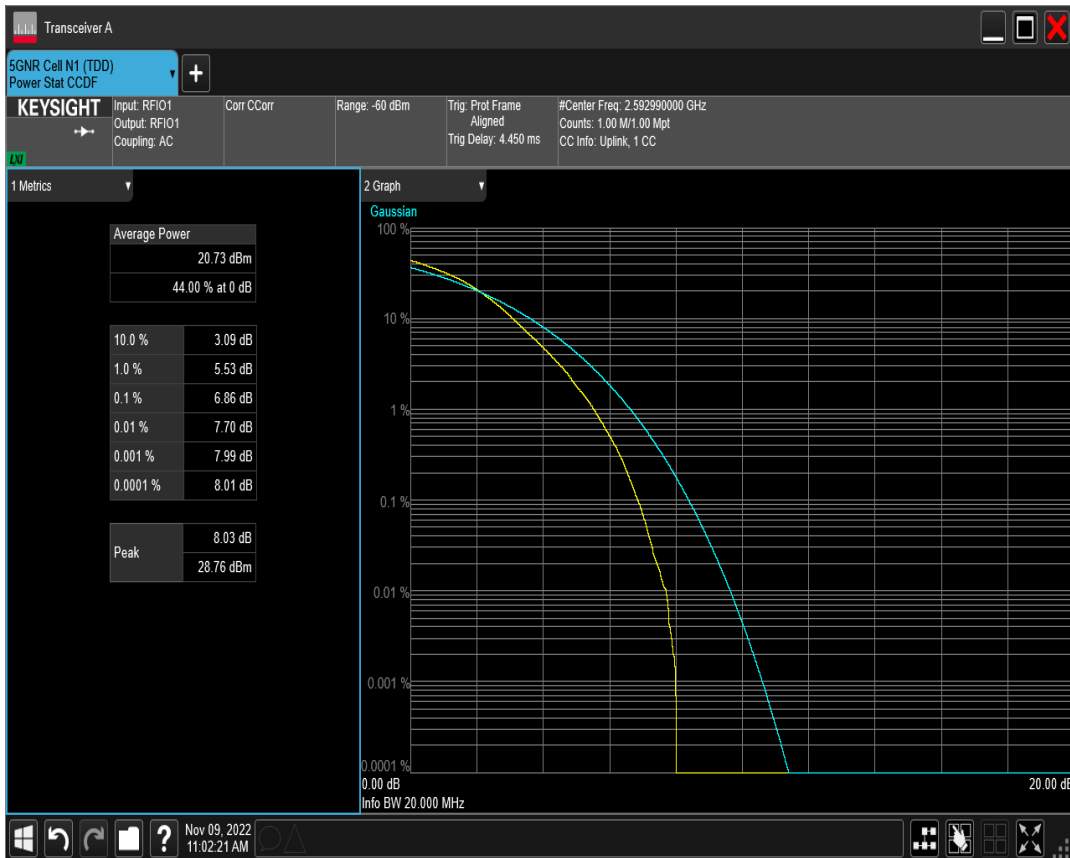 Transceiver A
5GNR Cell N1 (TDD)
Power Stat CCDF
+
KEYSIGHT
LXI
Input: RFIO1
Output: RFIO1
Coupling: AC
Corr CCorr
Range: -60 dBm
Trig: Prot Frame
Aligned
Trig Delay: 4.450 ms
#Center Freq: 2.592990000 GHz
Counts: 1.00 M/1.00 Mpt
CC Info: Uplink, 1 CC
1 Metrics
Average Power
20.73 dBm
44.00 % at 0 dB
10.0 % 3.09 dB
1.0 % 5.53 dB
0.1 % 6.86 dB
0.01 % 7.70 dB
0.001 % 7.99 dB
0.0001 % 8.01 dB
Peak
8.03 dB
28.76 dBm
2 Graph
Gaussian
100 %
10 %
1 %
0.1 %
0.01 %
0.001 %
0.0001 %
0.00 dB 20.00 dB
Info BW 20.000 MHz
?
Nov 09, 2022
11:02:21 AM